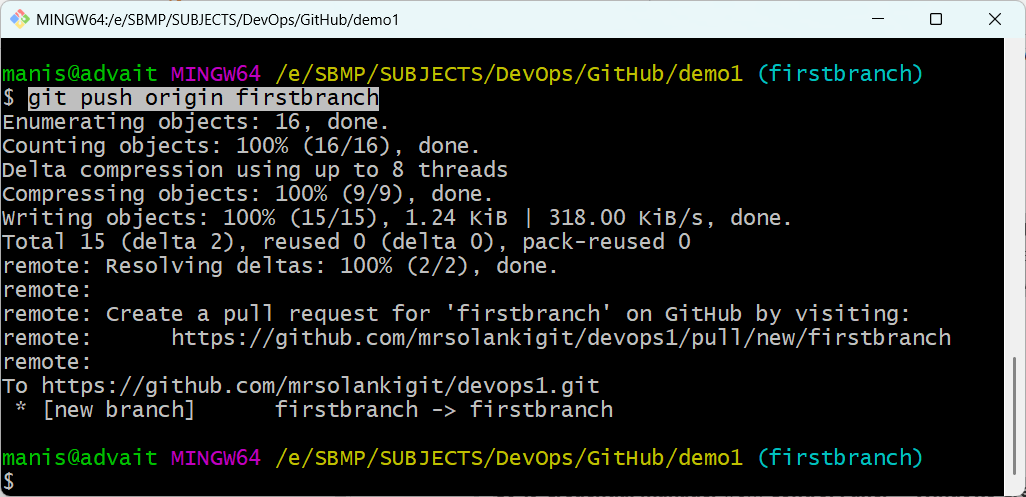 MINGW64:/e/SBMP/SUBJECTS/DevOps/GitHub/demo1
manis@advait MINGW64 /e/SBMP/SUBJECTS/DevOps/GitHub/demo1 (firstbranch)
$ git push origin firstbranch
Enumerating objects: 16, done.
Counting objects: 100% (16/16), done.
Delta compression using up to 8 threads
Compressing objects: 100% (9/9), done.
Writing objects: 100% (15/15), 1.24 KiB | 318.00 KiB/s, done.
Total 15 (delta 2), reused 0 (delta 0), pack-reused 0
remote: Resolving deltas: 100% (2/2), done.
remote:
remote: Create a pull request for 'firstbranch' on GitHub by visiting:
remote:      https://github.com/mrsolankigit/devops1/pull/new/firstbranch
remote:
To https://github.com/mrsolankigit/devops1.git
 * [new branch]      firstbranch -> firstbranch
manis@advait MINGW64 /e/SBMP/SUBJECTS/DevOps/GitHub/demo1 (firstbranch)
$